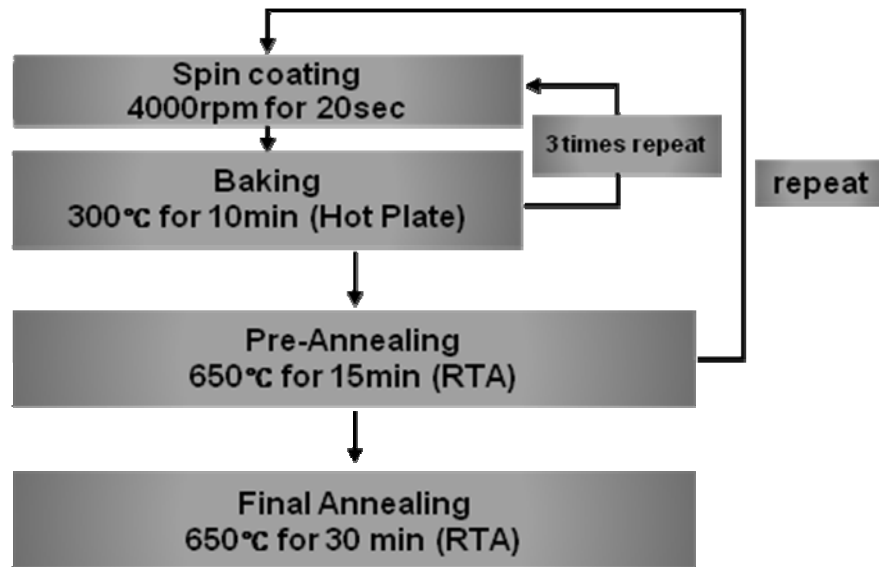 Spin coating
4000rpm for 20sec
3 times repeat
Baking
300℃ for 10min (Hot Plate)
repeat
Pre-Annealing
650℃ for 15min (RTA)
Final Annealing
650℃ for 30 min (RTA)